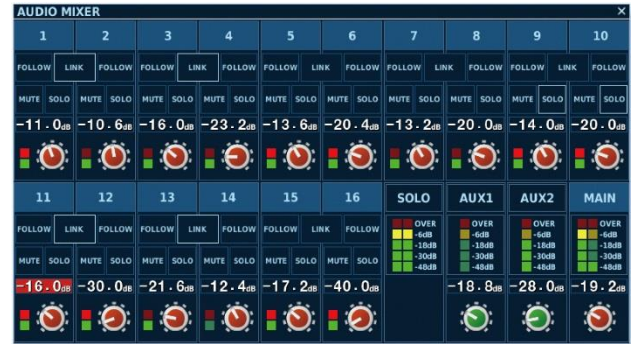 AUDIO MIXER ×
1 2 3 4 5 6 7 8 9 10
FOLLOW LINK FOLLOW FOLLOW LINK FOLLOW FOLLOW LINK FOLLOW FOLLOW LINK FOLLOW FOLLOW LINK FOLLOW
MUTE SOLO MUTE SOLO MUTE SOLO MUTE SOLO MUTE SOLO MUTE SOLO MUTE SOLO MUTE SOLO MUTE SOLO MUTE SOLO
-11.0dB -10.6dB -16.0dB -23.2dB -13.6dB -20.4dB -13.2dB -20.0dB -14.0dB -20.0dB
11 12 13 14 15 16 SOLO AUX1 AUX2 MAIN
FOLLOW LINK FOLLOW FOLLOW LINK FOLLOW FOLLOW LINK FOLLOW OVER OVER OVER OVER
-6dB -6dB -6dB -6dB
-18dB -18dB -18dB -18dB
MUTE SOLO MUTE SOLO MUTE SOLO MUTE SOLO MUTE SOLO MUTE SOLO -30dB -30dB -30dB -30dB
-48dB -48dB -48dB -48dB
-16.0dB -30.0dB -21.6dB -12.4dB -17.2dB -40.0dB -18.8dB -28.0dB -19.2dB